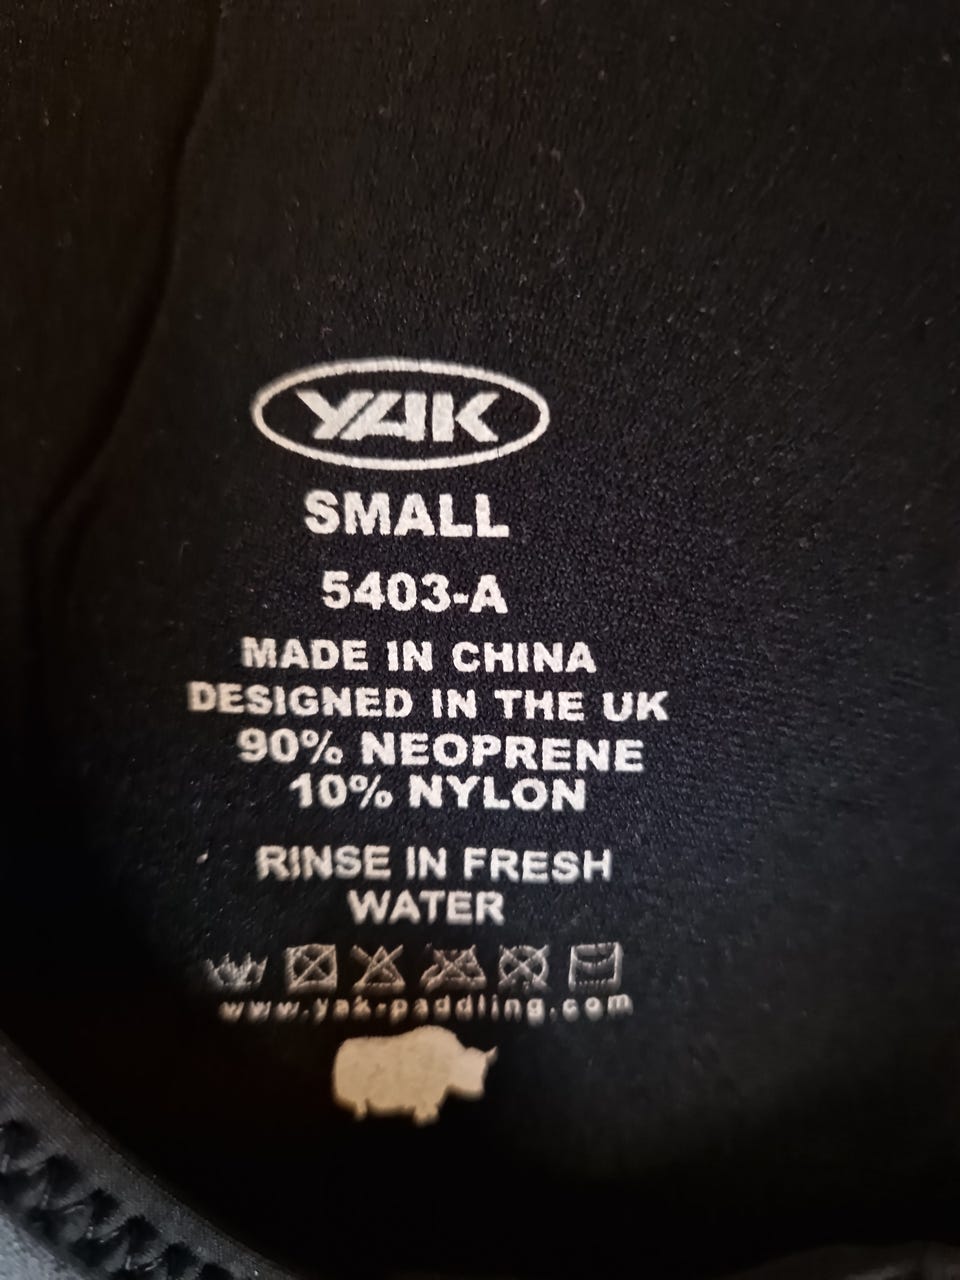 YAK
SMALL
5403-A
MADE IN CHINA
DESIGNED IN THE UK
90% NEOPRENE
10% NYLON
RINSE IN FRESH
WATER
www.yak-paddling.com